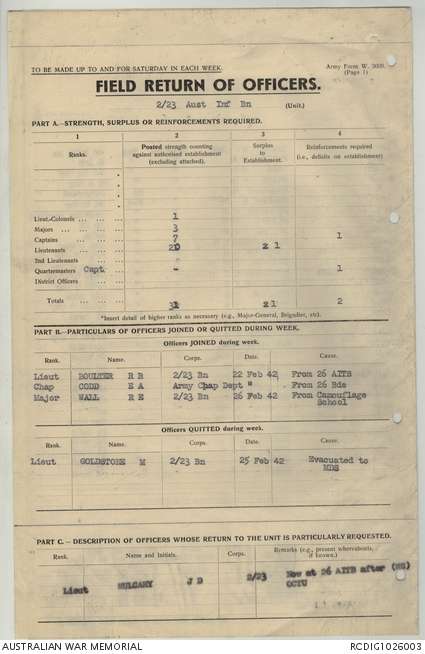 TO BE MADE UP TO AND FOR SATURDAY IN EACH WEEK.
Army Form W. 3008.
(Page 1)
FIELD RETURN OF OFFICERS.
2/23 Aust Inf Bn (Unit.)
PART A.—STRENGTH, SURPLUS OR REINFORCEMENTS REQUIRED.
1 2 3 4
Ranks. Posted strength counting against authorised establishment (excluding attached). Surplus to Establishment. Reinforcements required (i.e., deficits on establishment)
Lieut.-Colonels ... 1
Majors ... 3
Captains ... 7 1
Lieutenants ... 20 2 1
2nd Lieutenants ...
Quartermasters Capt. - 1
District Officers ...
Totals ... 31 2 1 2
*Insert detail of higher ranks as necessary (e.g., Major-General, Brigadier, etc).
PART B.—PARTICULARS OF OFFICERS JOINED OR QUITTED DURING WEEK.
Officers JOINED during week.
Rank. Name. Corps. Date. Cause.
Lieut BOULTER R R 2/23 Bn 22 Feb 42 From 26 AITB
Chap CODD E A Army Chap Dept " From 26 Bde
Major WALL R E 2/23 Bn 26 Feb 42 From Camouflage
School
Officers QUITTED during week.
Rank. Name. Corps. Date. Cause.
Lieut GOLDSTONE M 2/23 Bn 25 Feb 42 Evacuated to
MDS
PART C.—DESCRIPTION OF OFFICERS WHOSE RETURN TO THE UNIT IS PARTICULARLY REQUESTED.
Rank. Name and Initials. Corps. Remarks (e.g., present whereabouts, if known.)
Lieut MULCAHY J D 2/23 Now at 26 AITB after (ME)
OCTU
AUSTRALIAN WAR MEMORIAL RCDIG1026003